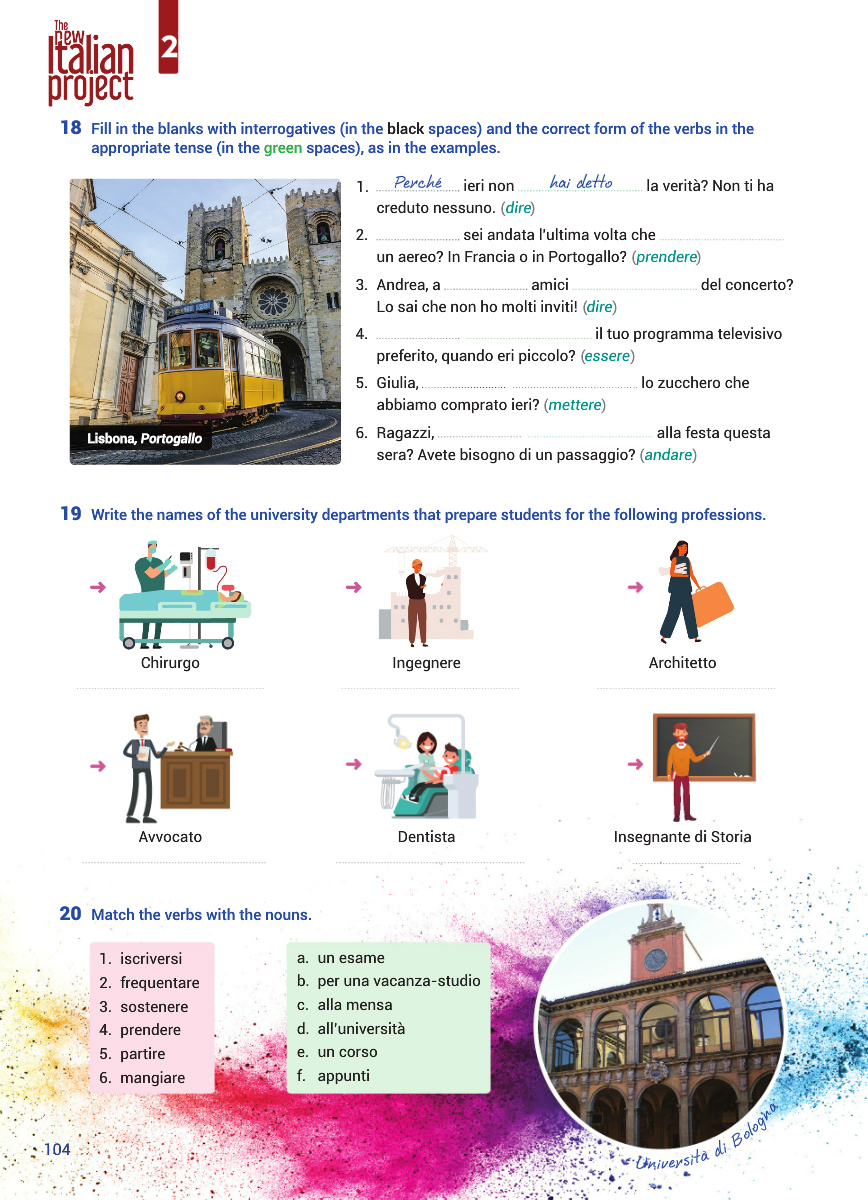 The
new
Italian
project
2
18 Fill in the blanks with interrogatives (in the black spaces) and the correct form of the verbs in the
appropriate tense (in the green spaces), as in the examples.
1. Perché ieri non hai detto la verità? Non ti ha
creduto nessuno. (dire)
2. sei andata l'ultima volta che
un aereo? In Francia o in Portogallo? (prendere)
3. Andrea, a amici del concerto?
Lo sai che non ho molti inviti! (dire)
4. il tuo programma televisivo
preferito, quando eri piccolo? (essere)
5. Giulia, lo zucchero che
abbiamo comprato ieri? (mettere)
6. Ragazzi, alla festa questa
sera? Avete bisogno di un passaggio? (andare)
Lisbona, Portogallo
19 Write the names of the university departments that prepare students for the following professions.
Chirurgo
Ingegnere
Architetto
Avvocato
Dentista
Insegnante di Storia
20 Match the verbs with the nouns.
1. iscriversi
2. frequentare
3. sostenere
4. prendere
5. partire
6. mangiare
a. un esame
b. per una vacanza-studio
c. alla mensa
d. all'università
e. un corso
f. appunti
Università di Bologna
104